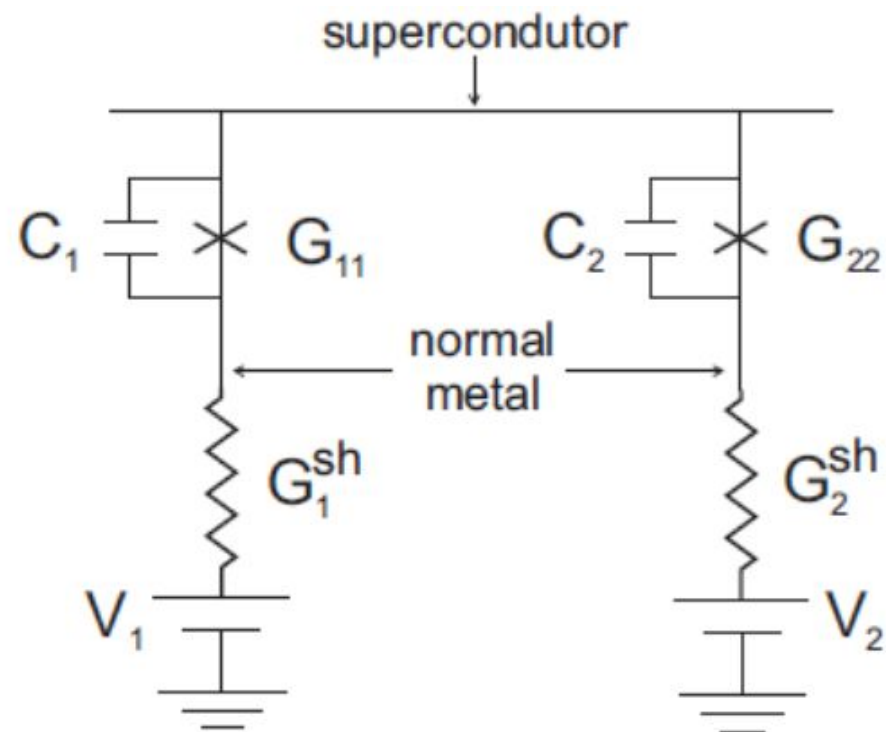 supercondutor
C₁ G₁₁ C₂ G₂₂
normal
metal
G₁ˢʰ G₂ˢʰ
V₁ V₂